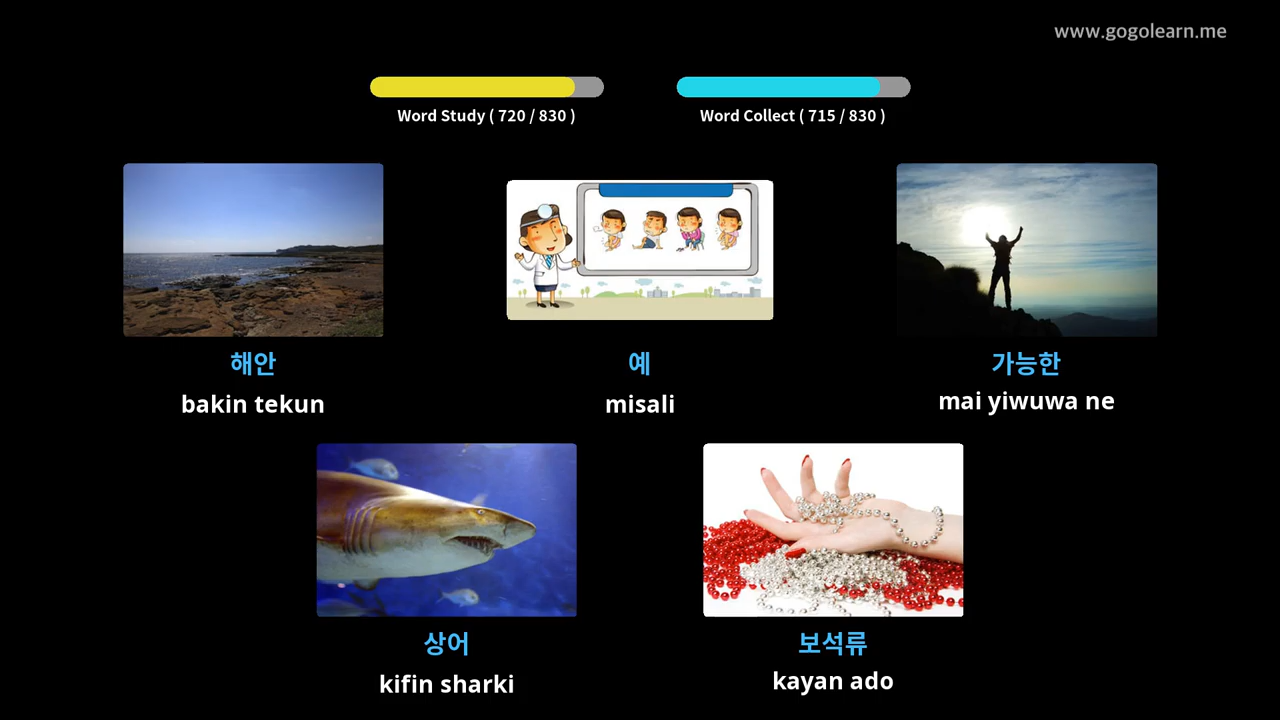 www.gogolearn.me
Word Study ( 720 / 830 )
Word Collect ( 715 / 830 )
해안
bakin tekun
예
misali
가능한
mai yiwuwa ne
상어
kifin sharki
보석류
kayan ado